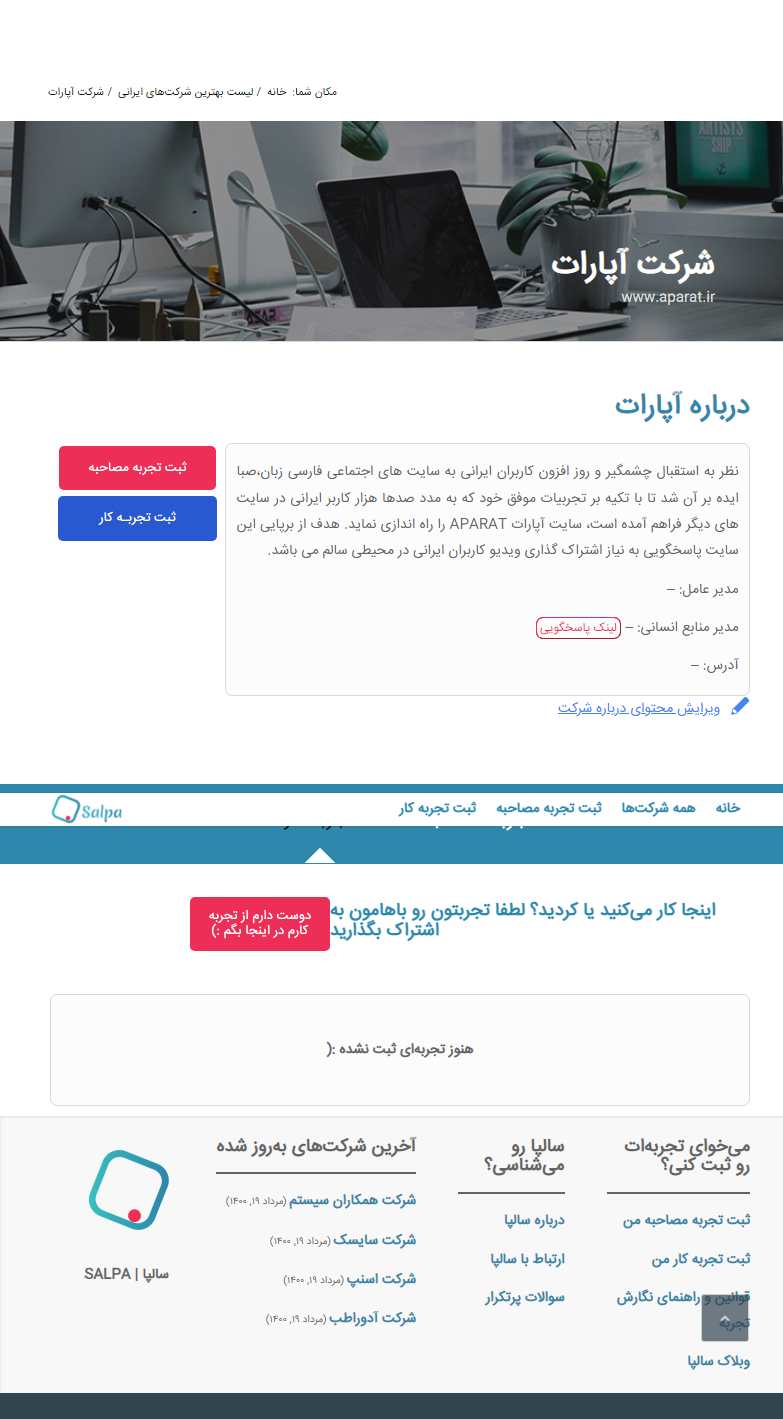 مکان شما: خانه / لیست بهترین شرکت‌های ایرانی / شرکت آپارات
ARTISTS
SHIP
شرکت آپارات
www.aparat.ir
درباره آپارات
نظر به استقبال چشمگیر و روز افزون کاربران ایرانی به سایت های اجتماعی فارسی زبان،صبا
ایده بر آن شد تا با تکیه بر تجربیات موفق خود که به مدد صدها هزار کاربر ایرانی در سایت
های دیگر فراهم آمده است، سایت آپارات APARAT را راه اندازی نماید. هدف از برپایی این
سایت پاسخگویی به نیاز اشتراک گذاری ویدیو کاربران ایرانی در محیطی سالم می باشد.
مدیر عامل: –
مدیر منابع انسانی: – لینک پاسخگویی
آدرس: –
ویرایش محتوای درباره شرکت
ثبت تجربه مصاحبه
ثبت تجربـه کار
خانه
همه شرکت‌ها
ثبت تجربه مصاحبه
ثبت تجربه کار
Salpa
اینجا کار می‌کنید یا کردید؟ لطفا تجربتون رو باهامون به
اشتراک بگذارید
دوست دارم از تجربه
کارم در اینجا بگم :)
هنوز تجربه‌ای ثبت نشده :(
می‌خوای تجربه‌ات
رو ثبت کنی؟
ثبت تجربه مصاحبه من
ثبت تجربه کار من
قوانین و راهنمای نگارش
تجربه
وبلاک سالپا
سالپا رو
می‌شناسی؟
درباره سالپا
ارتباط با سالپا
سوالات پرتکرار
آخرین شرکت‌های به‌روز شده
شرکت همکاران سیستم (مرداد ۱۹, ۱۴۰۰)
شرکت سایسک (مرداد ۱۹, ۱۴۰۰)
شرکت اسنپ (مرداد ۱۹, ۱۴۰۰)
شرکت آدوراطب (مرداد ۱۹, ۱۴۰۰)
سالپا | SALPA